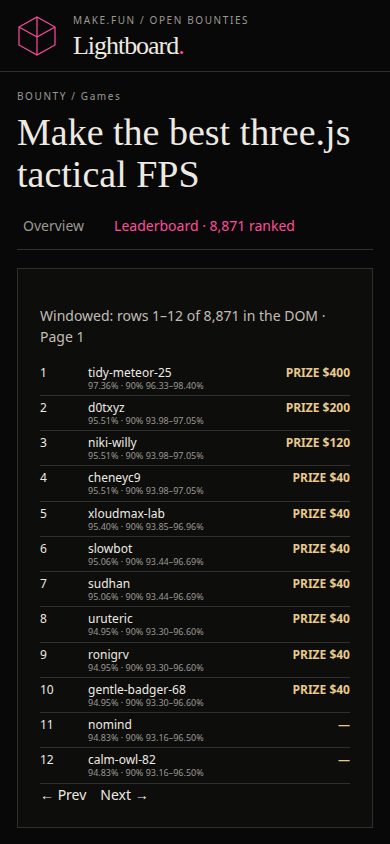 MAKE.FUN / OPEN BOUNTIES
Lightboard.
BOUNTY / Games
Make the best three.js
tactical FPS
Overview Leaderboard · 8,871 ranked
Windowed: rows 1–12 of 8,871 in the DOM ·
Page 1
1 tidy-meteor-25 PRIZE $400
97.36% · 90% 96.33–98.40%
2 d0txyz PRIZE $200
95.51% · 90% 93.98–97.05%
3 niki-willy PRIZE $120
95.51% · 90% 93.98–97.05%
4 cheneyc9 PRIZE $40
95.51% · 90% 93.98–97.05%
5 xloudmax-lab PRIZE $40
95.40% · 90% 93.85–96.96%
6 slowbot PRIZE $40
95.06% · 90% 93.44–96.69%
7 sudhan PRIZE $40
95.06% · 90% 93.44–96.69%
8 uruteric PRIZE $40
94.95% · 90% 93.30–96.60%
9 ronigrv PRIZE $40
94.95% · 90% 93.30–96.60%
10 gentle-badger-68 PRIZE $40
94.95% · 90% 93.30–96.60%
11 nomind —
94.83% · 90% 93.16–96.50%
12 calm-owl-82 —
94.83% · 90% 93.16–96.50%
← Prev Next →